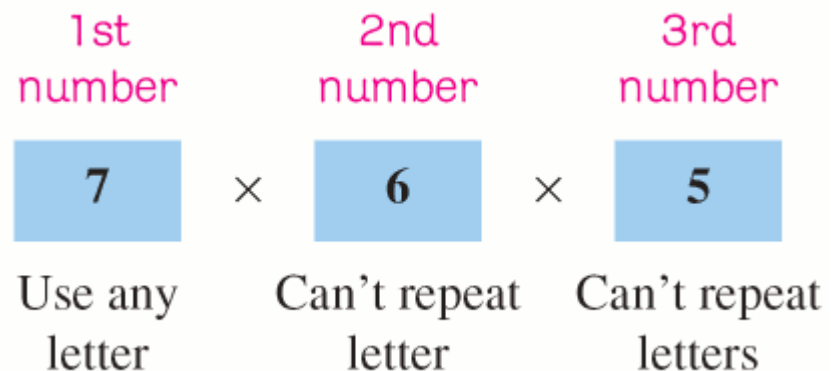 1st 2nd 3rd
number number number
7 × 6 × 5
Use any Can't repeat Can't repeat
letter letter letters